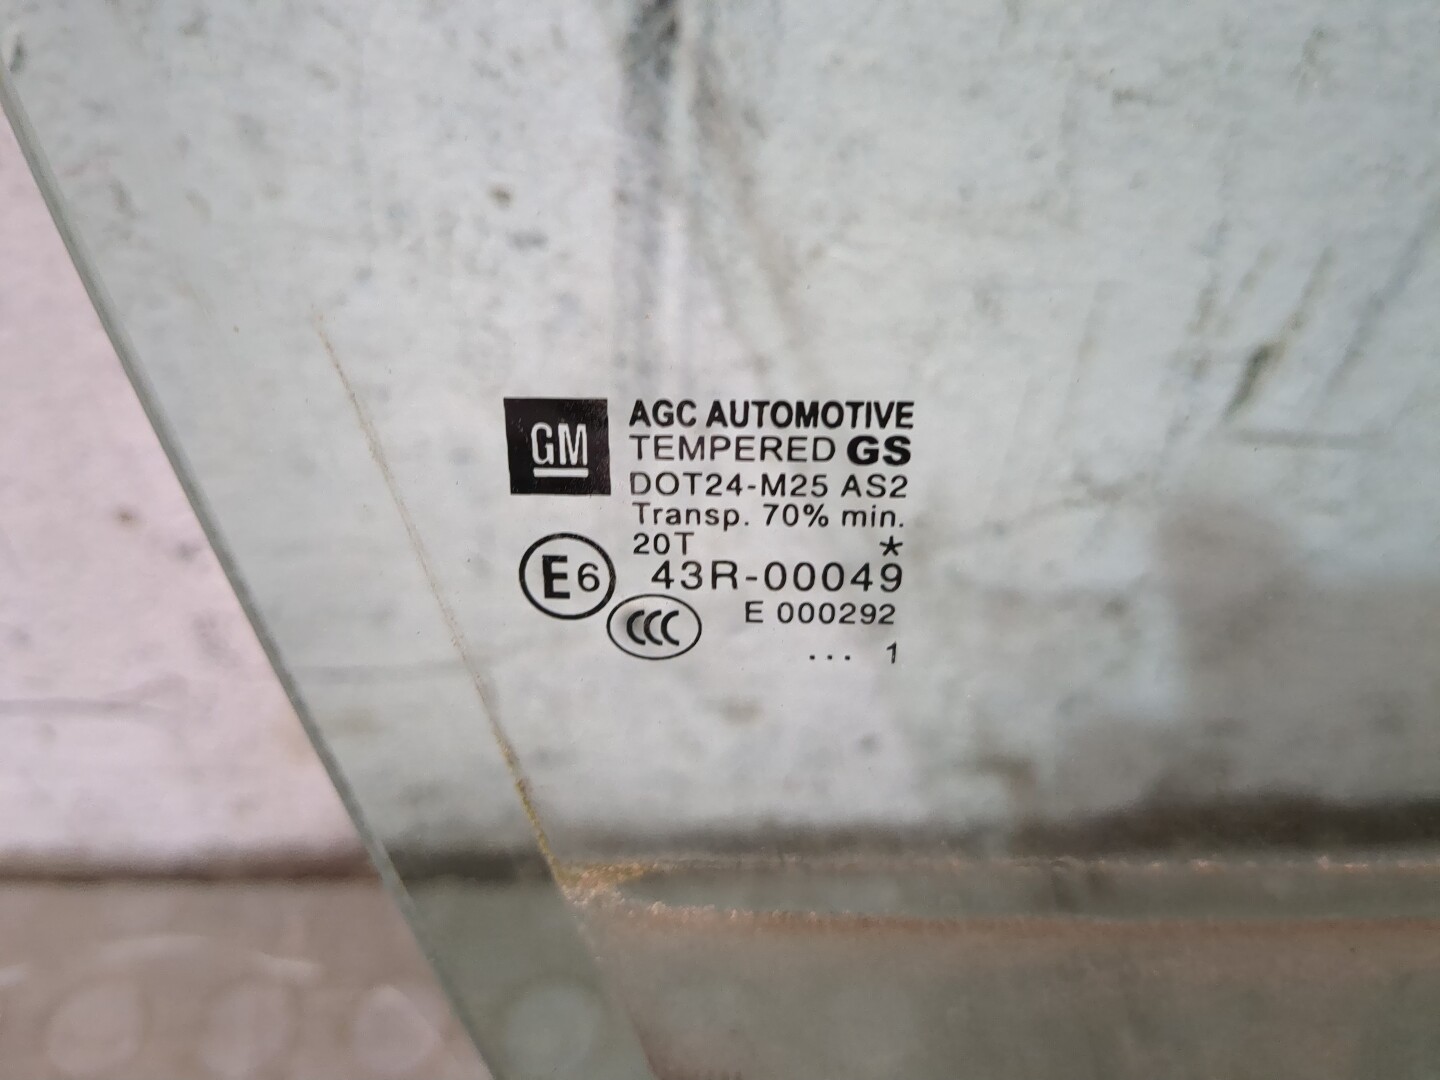 GM
AGC AUTOMOTIVE
TEMPERED GS
DOT24-M25 AS2
Transp. 70% min.
20T *
E6 43R-00049
CCC E 000292
... 1